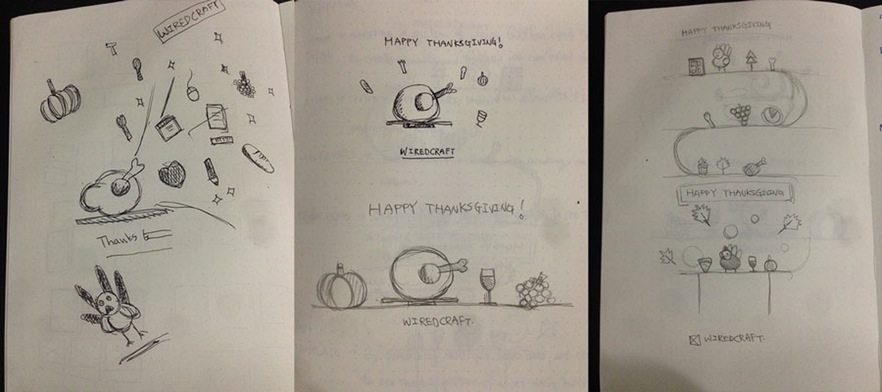 WIREDCRAFT
Thanks
HAPPY THANKSGIVING!
WIREDCRAFT
HAPPY THANKSGIVING!
WIREDCRAFT.
HAPPY THANKSGIVING
HAPPY THANKSGIVING
WIREDCRAFT.